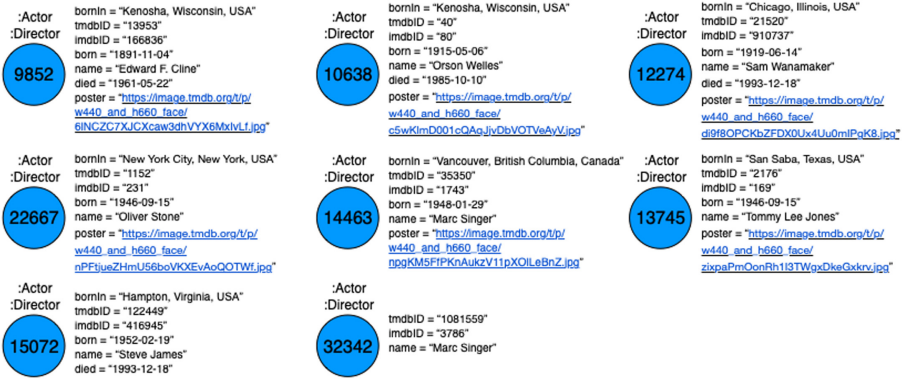 :Actor
:Director
9852
bornIn = “Kenosha, Wisconsin, USA”
tmdbID = “13953”
imdbID = “166836”
born = “1891-11-04”
name = “Edward F. Cline”
died = “1961-05-22”
poster = “https://image.tmdb.org/t/p/
w440_and_h660_face/
6lNCZC7XJCXcaw3dhVYX6MxIvLf.jpg”
:Actor
:Director
10638
bornIn = “Kenosha, Wisconsin, USA”
tmdbID = “40”
imdbID = “80”
born = “1915-05-06”
name = “Orson Welles”
died = “1985-10-10”
poster = “https://image.tmdb.org/t/p/
w440_and_h660_face/
c5wKlmD001cQAqJjvDbVOTVeAyV.jpg”
:Actor
:Director
12274
bornIn = “Chicago, Illinois, USA”
tmdbID = “21520”
imdbID = “910737”
born = “1919-06-14”
name = “Sam Wanamaker”
died = “1993-12-18”
poster = “https://image.tmdb.org/t/p/
w440_and_h660_face/
di9f8OPCKbZFDX0Ux4Uu0mlPqK8.jpg”
:Actor
:Director
22667
bornIn = “New York City, New York, USA”
tmdbID = “1152”
imdbID = “231”
born = “1946-09-15”
name = “Oliver Stone”
poster = “https://image.tmdb.org/t/p/
w440_and_h660_face/
nPFtjueZHmU56boVKXEvAoQOTWf.jpg”
:Actor
:Director
14463
bornIn = “Vancouver, British Columbia, Canada”
tmdbID = “35350”
imdbID = “1743”
born = “1948-01-29”
name = “Marc Singer”
poster = “https://image.tmdb.org/t/p/
w440_and_h660_face/
npgKM5FfPKnAukzV11pXOlLeBnZ.jpg”
:Actor
:Director
13745
bornIn = “San Saba, Texas, USA”
tmdbID = “2176”
imdbID = “169”
born = “1946-09-15”
name = “Tommy Lee Jones”
poster = “https://image.tmdb.org/t/p/
w440_and_h660_face/
zixpaPmOonRh1l3TWgxDkeGxkrv.jpg”
:Actor
:Director
15072
bornIn = “Hampton, Virginia, USA”
tmdbID = “122449”
imdbID = “416945”
born = “1952-02-19”
name = “Steve James”
died = “1993-12-18”
:Actor
:Director
32342
tmdbID = “1081559”
imdbID = “3786”
name = “Marc Singer”